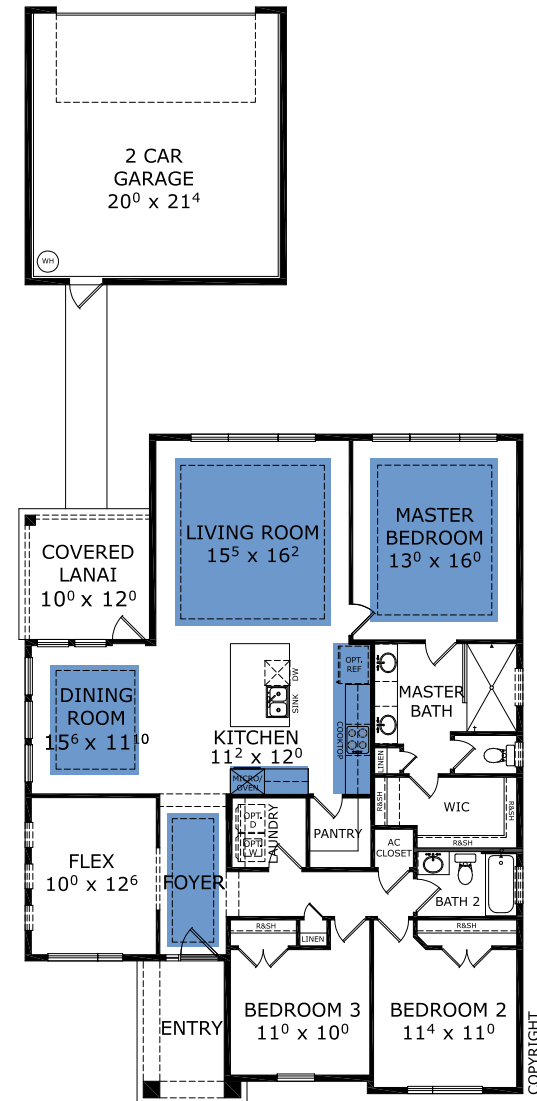 2 CAR
GARAGE
20⁰ x 21⁴
WH
LIVING ROOM
15⁵ x 16²
MASTER
BEDROOM
13⁰ x 16⁰
COVERED
LANAI
10⁰ x 12⁰
OPT.
REF
DW
SINK
COOKTOP
MASTER
BATH
DINING
ROOM
15⁶ x 11¹⁰
KITCHEN
11² x 12⁰
MICRO/
OVEN
LINEN
R&SH
WIC
R&SH
R&SH
OPT.
D
OPT.
W
LAUNDRY
PANTRY
AC
CLOSET
FLEX
10⁰ x 12⁶
FOYER
BATH 2
R&SH
LINEN
R&SH
ENTRY
BEDROOM 3
11⁰ x 10⁰
BEDROOM 2
11⁴ x 11⁰
COPYRIGHT